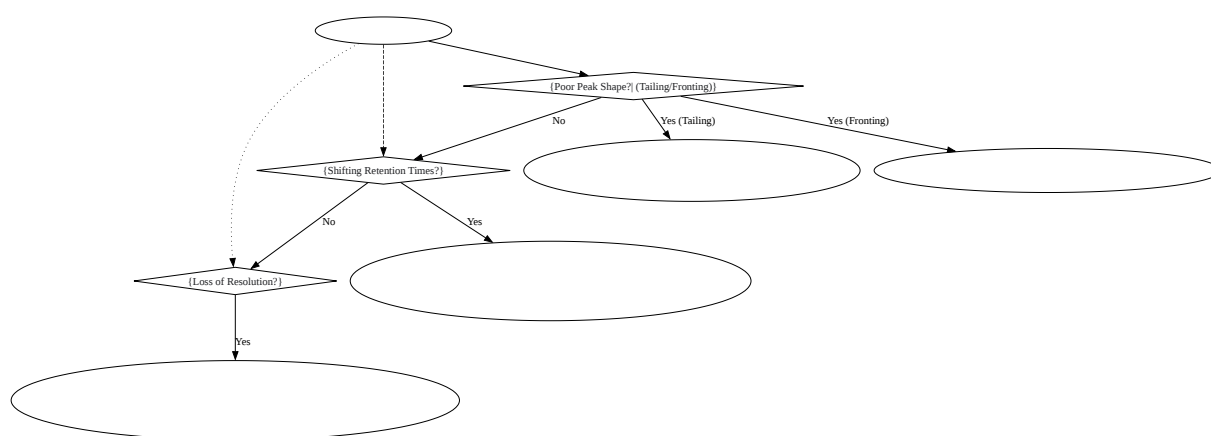 {Poor Peak Shape?| (Tailing/Fronting)}
No
Yes (Tailing)
Yes (Fronting)
{Shifting Retention Times?}
No
Yes
{Loss of Resolution?}
Yes